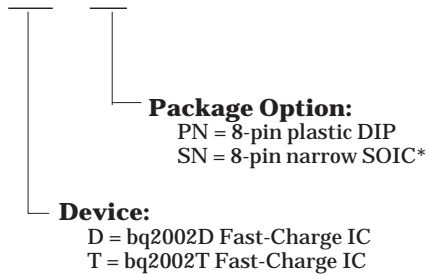 Package Option:
PN = 8-pin plastic DIP
SN = 8-pin narrow SOIC*
Device:
D = bq2002D Fast-Charge IC
T = bq2002T Fast-Charge IC